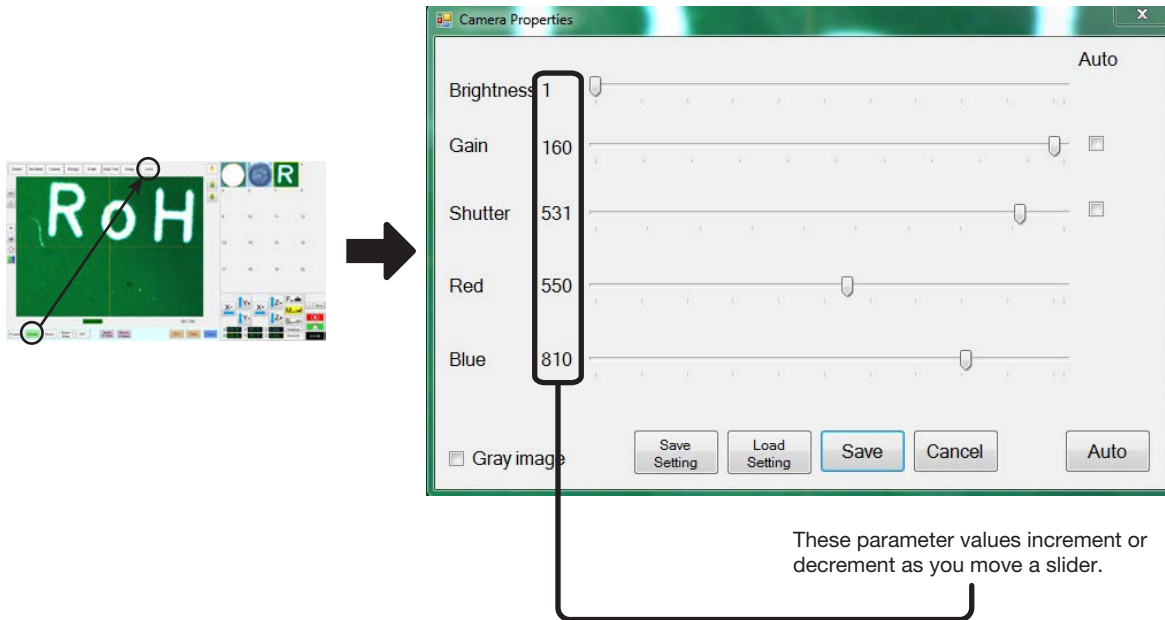 Camera Properties
x
Auto
Brightness 1
Gain 160
Shutter 531
Red 550
Blue 810
Gray image
Save Setting
Load Setting
Save
Cancel
Auto
RoH
R
X-
Y+
X+
Z-
Y-
Z+
These parameter values increment or
decrement as you move a slider.